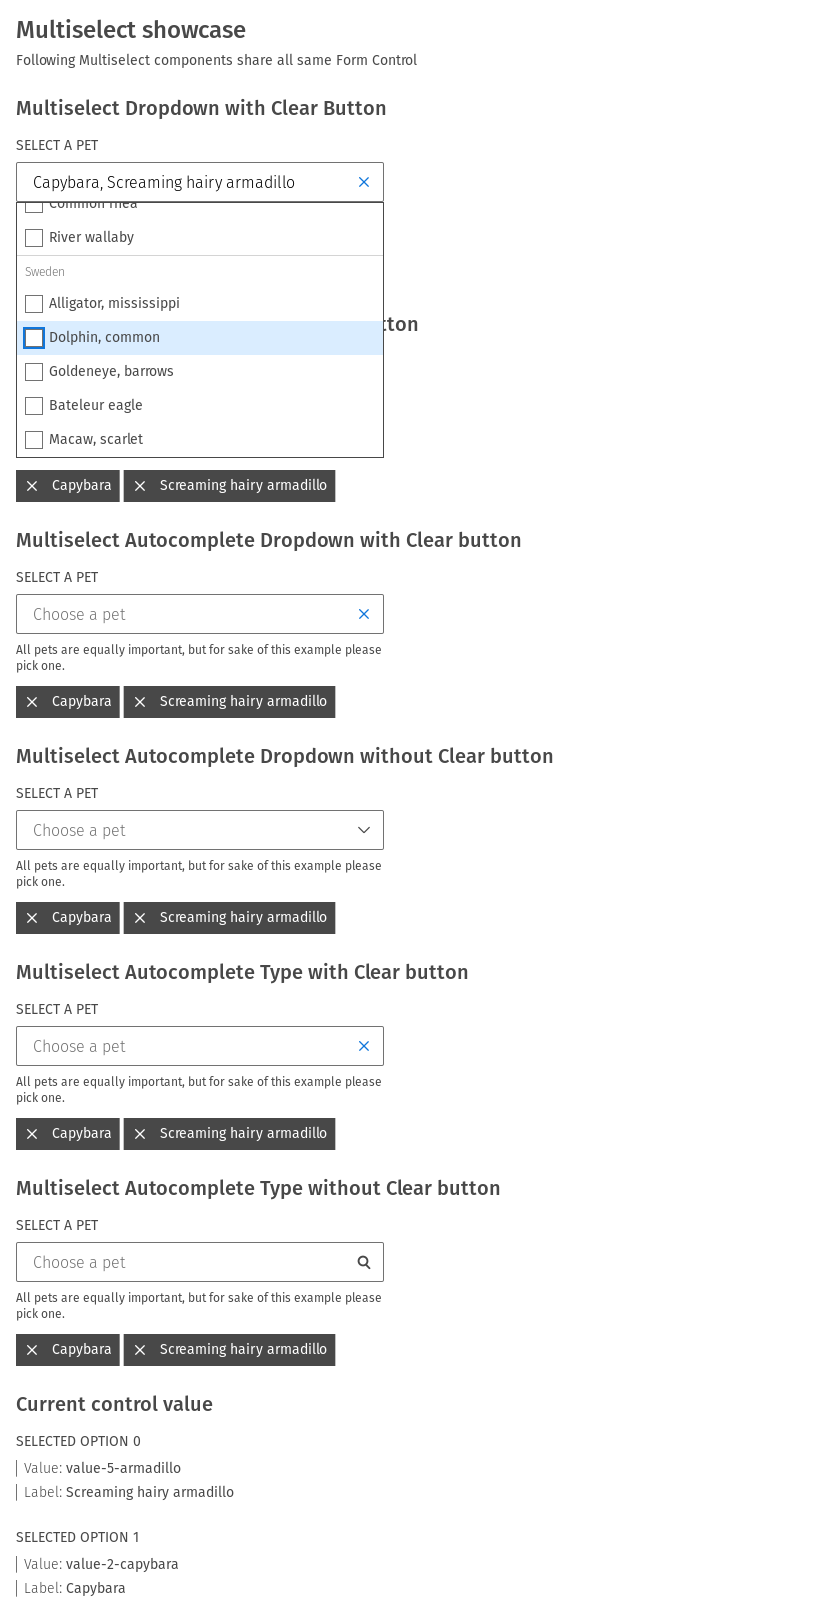 Multiselect showcase
Following Multiselect components share all same Form Control
Multiselect Dropdown with Clear Button
SELECT A PET
Capybara, Screaming hairy armadillo
Common rhea
River wallaby
Sweden
Alligator, mississippi
tton
Dolphin, common
Goldeneye, barrows
Bateleur eagle
Macaw, scarlet
Capybara Screaming hairy armadillo
Multiselect Autocomplete Dropdown with Clear button
SELECT A PET
Choose a pet
All pets are equally important, but for sake of this example please
pick one.
Capybara Screaming hairy armadillo
Multiselect Autocomplete Dropdown without Clear button
SELECT A PET
Choose a pet
All pets are equally important, but for sake of this example please
pick one.
Capybara Screaming hairy armadillo
Multiselect Autocomplete Type with Clear button
SELECT A PET
Choose a pet
All pets are equally important, but for sake of this example please
pick one.
Capybara Screaming hairy armadillo
Multiselect Autocomplete Type without Clear button
SELECT A PET
Choose a pet
All pets are equally important, but for sake of this example please
pick one.
Capybara Screaming hairy armadillo
Current control value
SELECTED OPTION 0
Value: value-5-armadillo
Label: Screaming hairy armadillo
SELECTED OPTION 1
Value: value-2-capybara
Label: Capybara